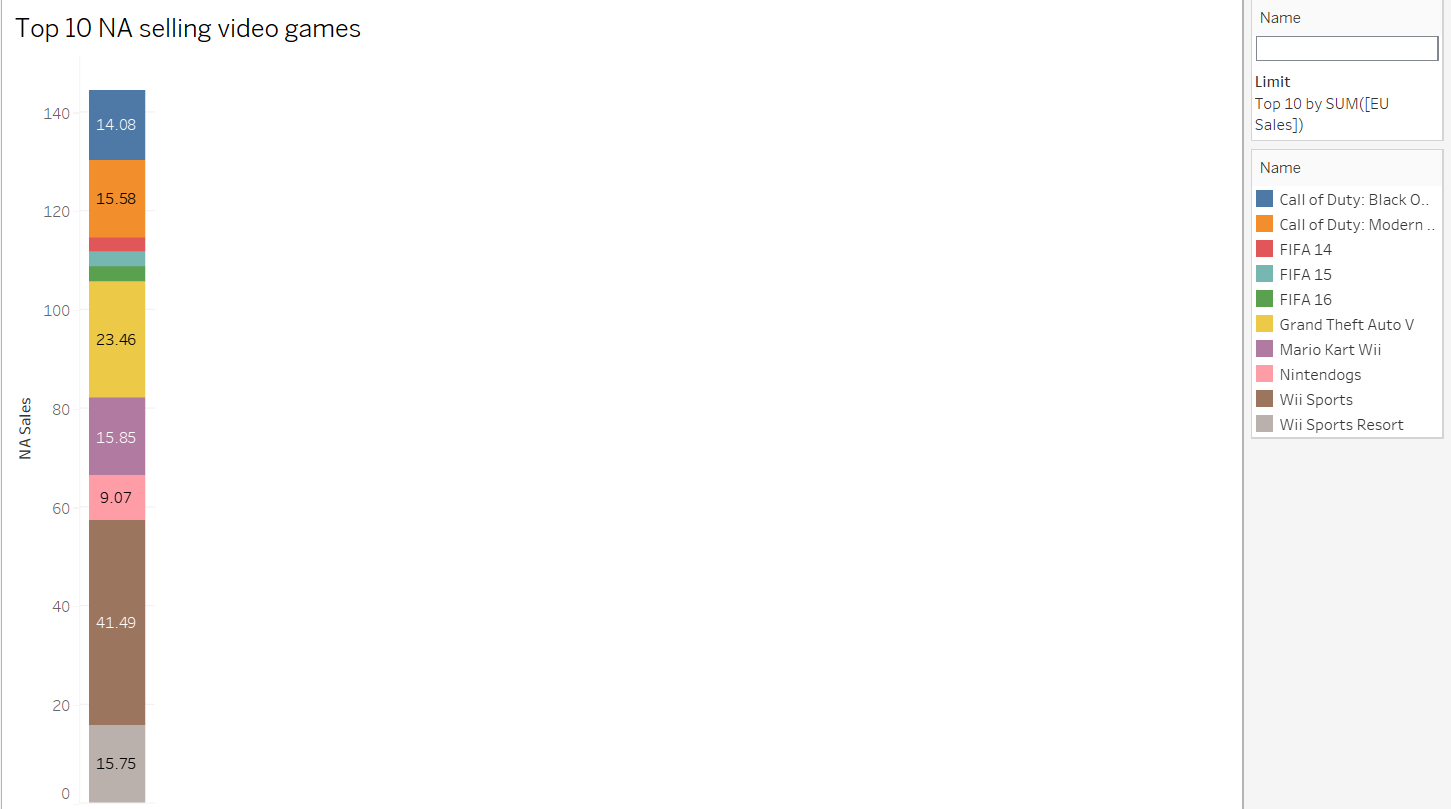 Top 10 NA selling video games
NA Sales
140
120
100
80
60
40
20
0
14.08
15.58
23.46
15.85
9.07
41.49
15.75
Name
Limit
Top 10 by SUM([EU
Sales])
Name
Call of Duty: Black O..
Call of Duty: Modern ..
FIFA 14
FIFA 15
FIFA 16
Grand Theft Auto V
Mario Kart Wii
Nintendogs
Wii Sports
Wii Sports Resort